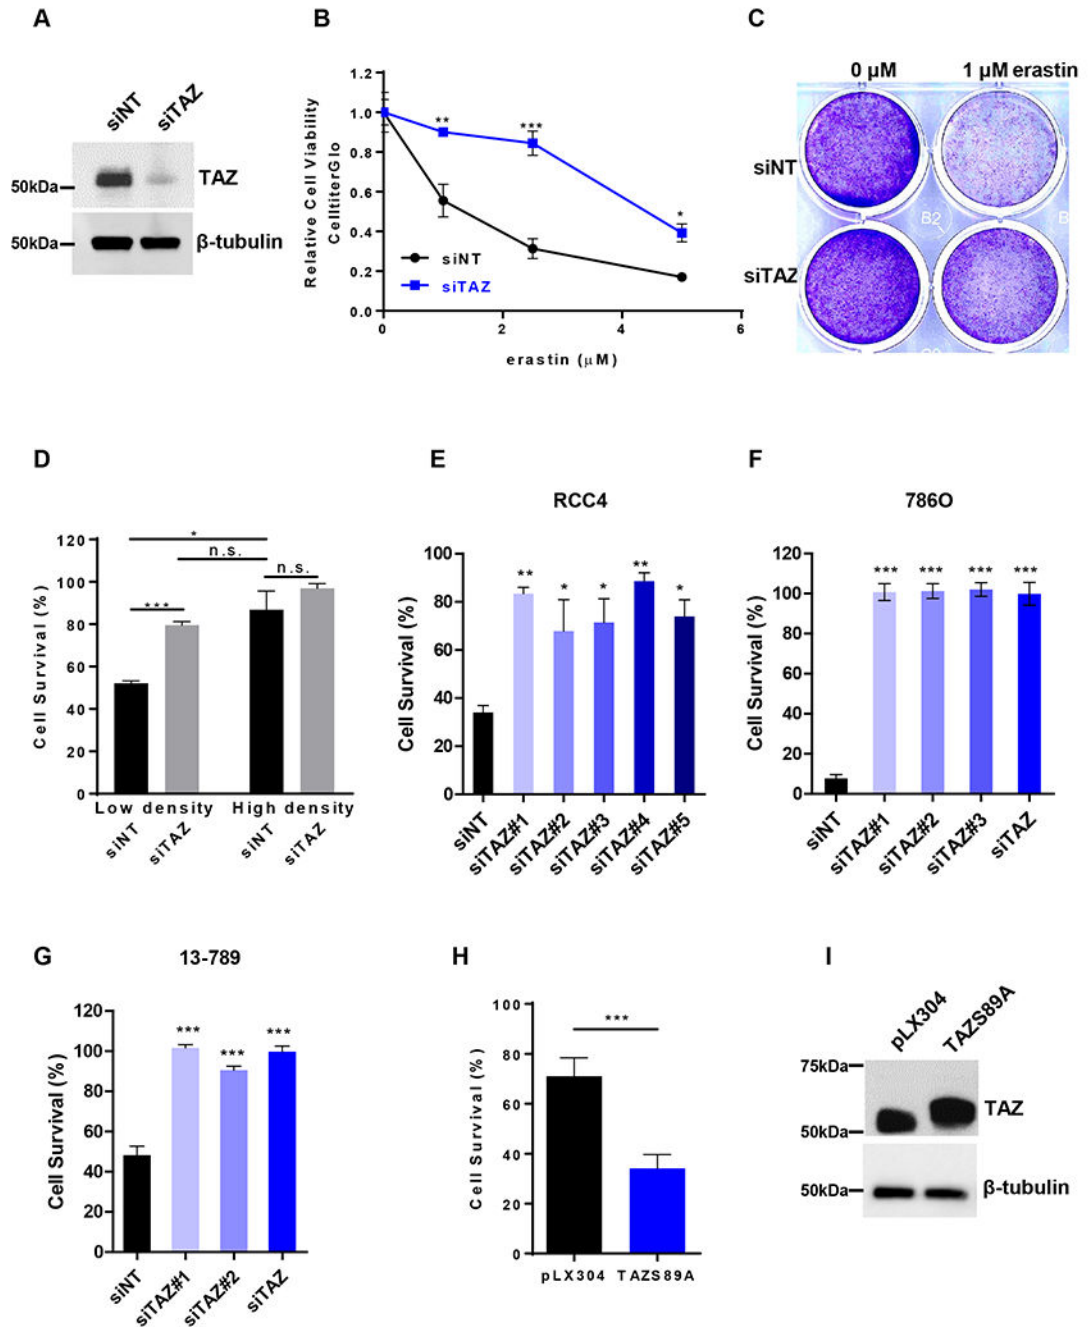 A
siNT siTAZ
50kDa TAZ
50kDa β-tubulin
B
Relative Cell Viability
CelltiterGlo
1.2
1.0
0.8
0.6
0.4
0.2
0.0
** *** *
siNT
siTAZ
0 2 4 6
erastin (μM)
C
0 μM 1 μM erastin
siNT
siTAZ
B2
B
D
Cell Survival (%)
120
100
80
60
40
20
0
*
n.s.
n.s.
***
Low density High density
siNT siTAZ siNT siTAZ
E
RCC4
Cell Survival (%)
100
80
60
40
20
0
** * * ** *
siNT siTAZ#1 siTAZ#2 siTAZ#3 siTAZ#4 siTAZ#5
F
786O
Cell Survival (%)
120
100
80
60
40
20
0
*** *** *** ***
siNT siTAZ#1 siTAZ#2 siTAZ#3 siTAZ
G
13-789
Cell Survival (%)
120
100
80
60
40
20
0
*** *** ***
siNT siTAZ#1 siTAZ#2 siTAZ
H
Cell Survival (%)
100
80
60
40
20
0
***
pLX304 TAZS89A
I
pLX304 TAZS89A
75kDa
TAZ
50kDa
50kDa β-tubulin